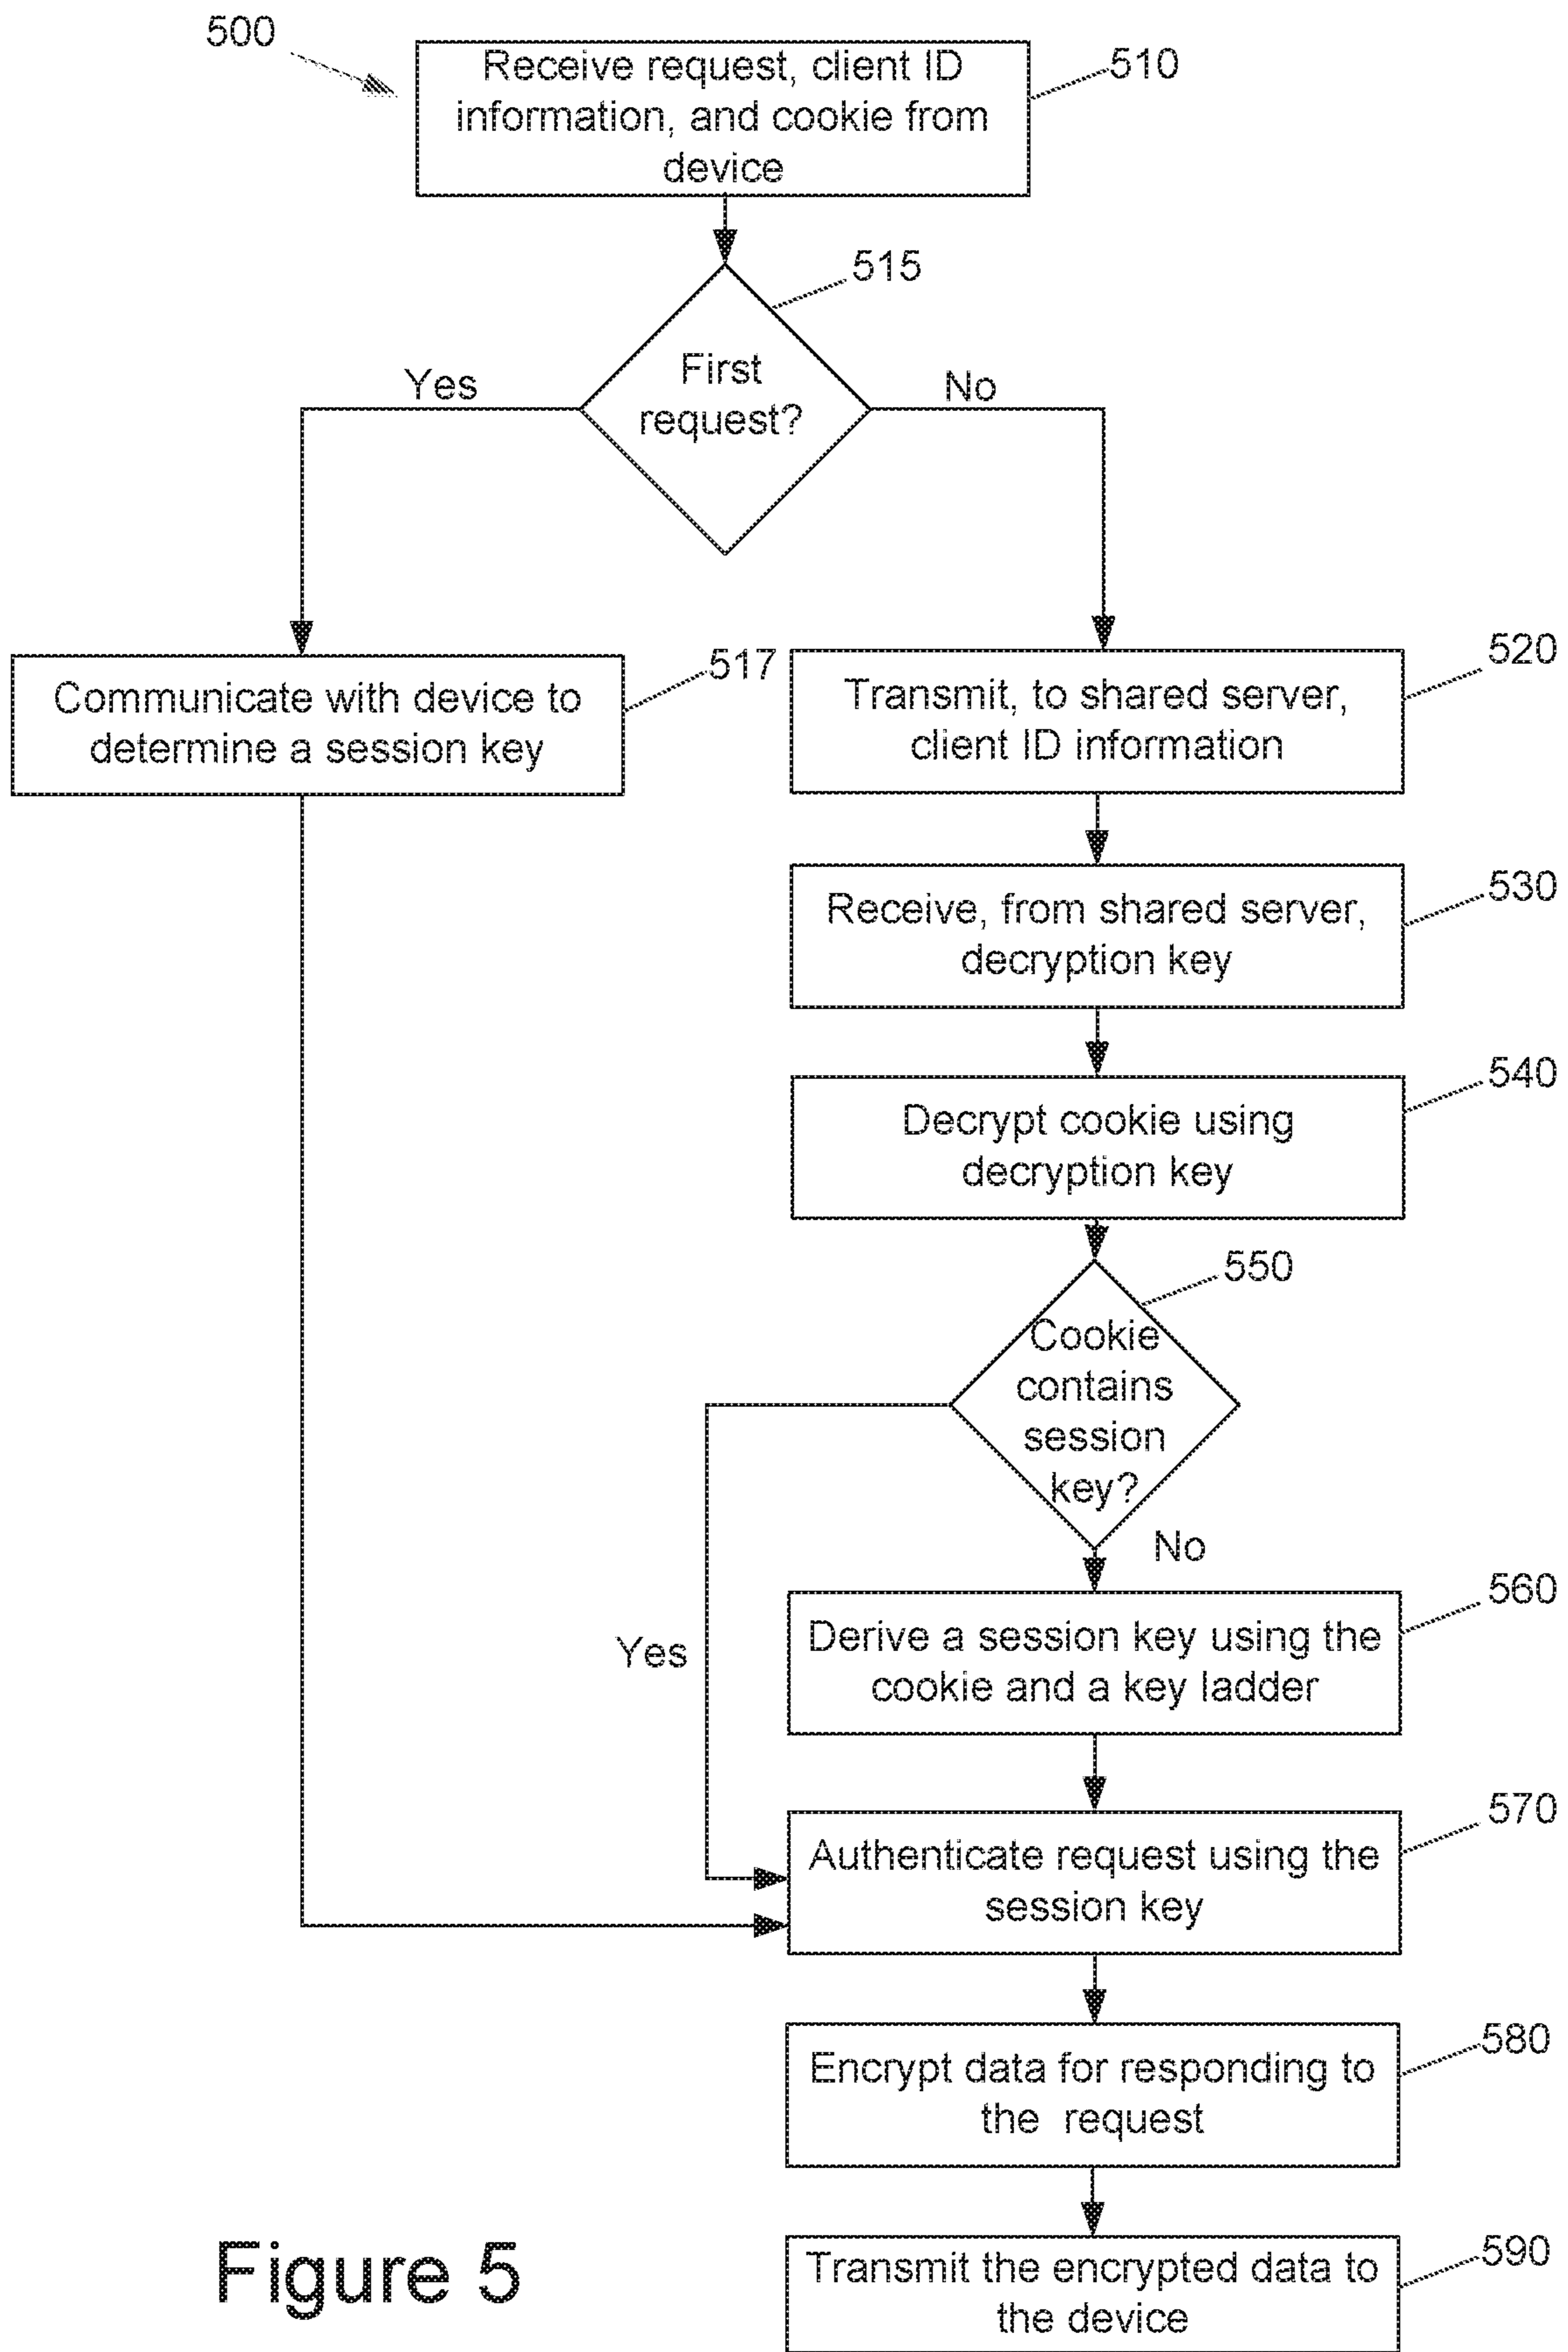 500
Receive request, client ID
information, and cookie from
device
510
515
First
request?
Yes
No
Communicate with device to
determine a session key
517
Transmit, to shared server,
client ID information
520
Receive, from shared server,
decryption key
530
Decrypt cookie using
decryption key
540
550
Cookie
contains
session
key?
No
Yes
Derive a session key using the
cookie and a key ladder
560
Authenticate request using the
session key
570
Encrypt data for responding to
the request
580
Transmit the encrypted data to
the device
590
Figure 5